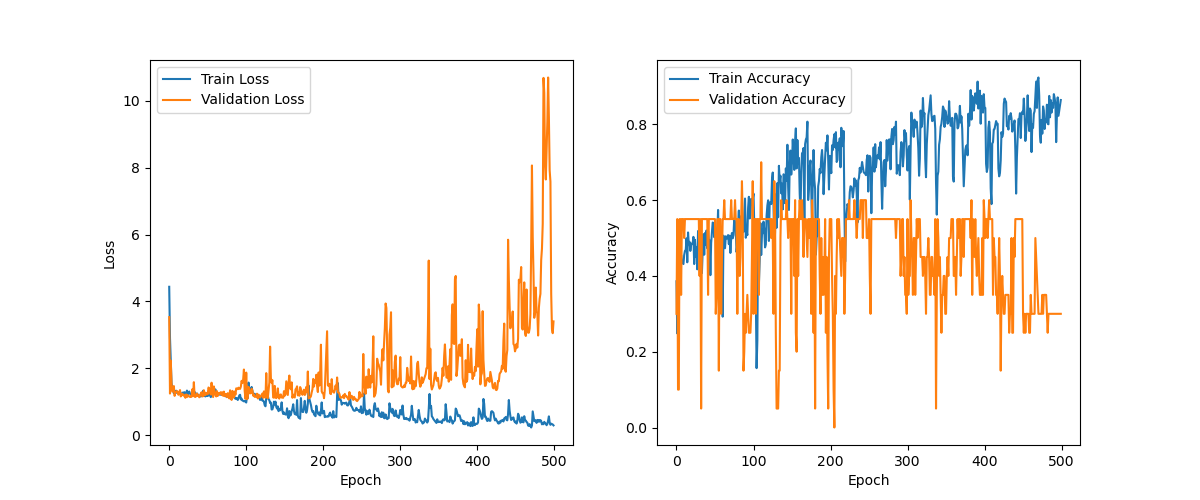 Train Loss
Validation Loss
10
8
6
4
2
0
Loss
0 100 200 300 400 500
Epoch
Train Accuracy
Validation Accuracy
0.8
0.6
0.4
0.2
0.0
Accuracy
0 100 200 300 400 500
Epoch